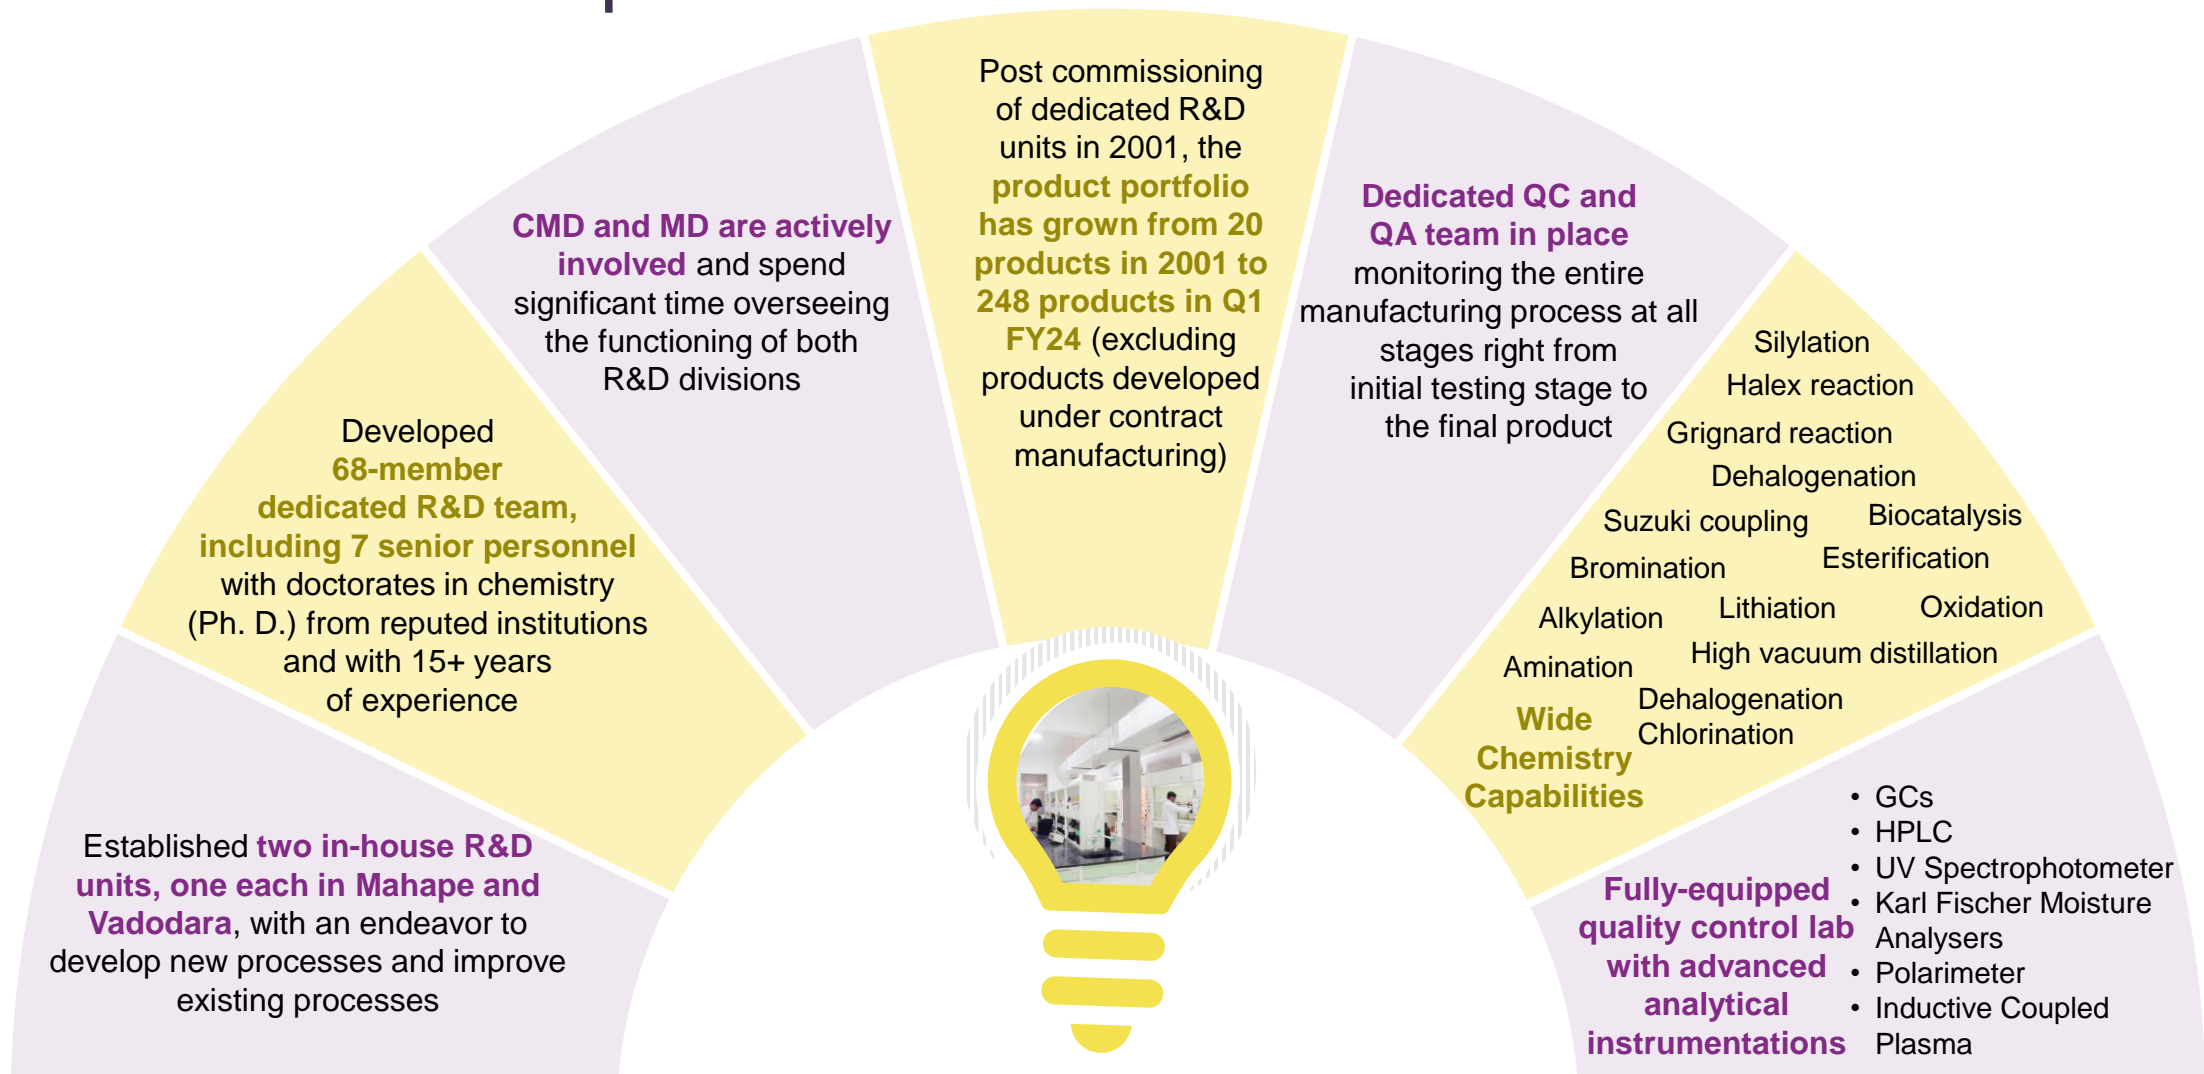 Established two in-house R&D
units, one each in Mahape and
Vadodara, with an endeavor to
develop new processes and improve
existing processes
Developed
68-member
dedicated R&D team,
including 7 senior personnel
with doctorates in chemistry
(Ph. D.) from reputed institutions
and with 15+ years
of experience
CMD and MD are actively
involved and spend
significant time overseeing
the functioning of both
R&D divisions
Post commissioning
of dedicated R&D
units in 2001, the
product portfolio
has grown from 20
products in 2001 to
248 products in Q1
FY24 (excluding
products developed
under contract
manufacturing)
Dedicated QC and
QA team in place
monitoring the entire
manufacturing process at all
stages right from
initial testing stage to
the final product
Silylation
Halex reaction
Grignard reaction
Dehalogenation
Suzuki coupling
Biocatalysis
Bromination
Esterification
Alkylation
Lithiation
Oxidation
Amination
High vacuum distillation
Dehalogenation
Chlorination
Wide
Chemistry
Capabilities
Fully-equipped
quality control lab
with advanced
analytical
instrumentations
• GCs
• HPLC
• UV Spectrophotometer
• Karl Fischer Moisture
Analysers
• Polarimeter
• Inductive Coupled
Plasma